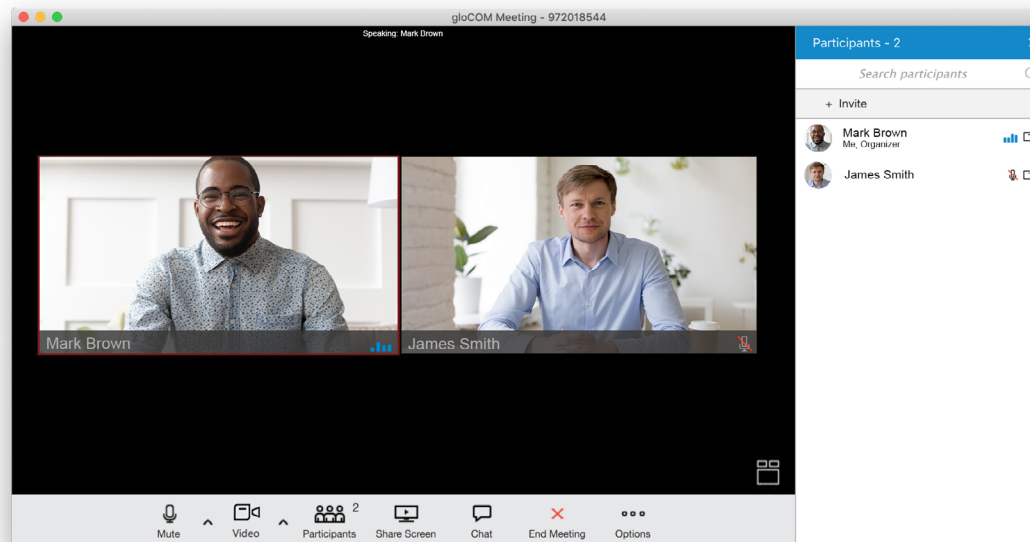 gloCOM Meeting - 972018544
Speaking: Mark Brown
Participants - 2
Search participants
+ Invite
Mark Brown
Me, Organizer
James Smith
Mark Brown
James Smith
Mute
Video
Participants 2
Share Screen
Chat
End Meeting
Options